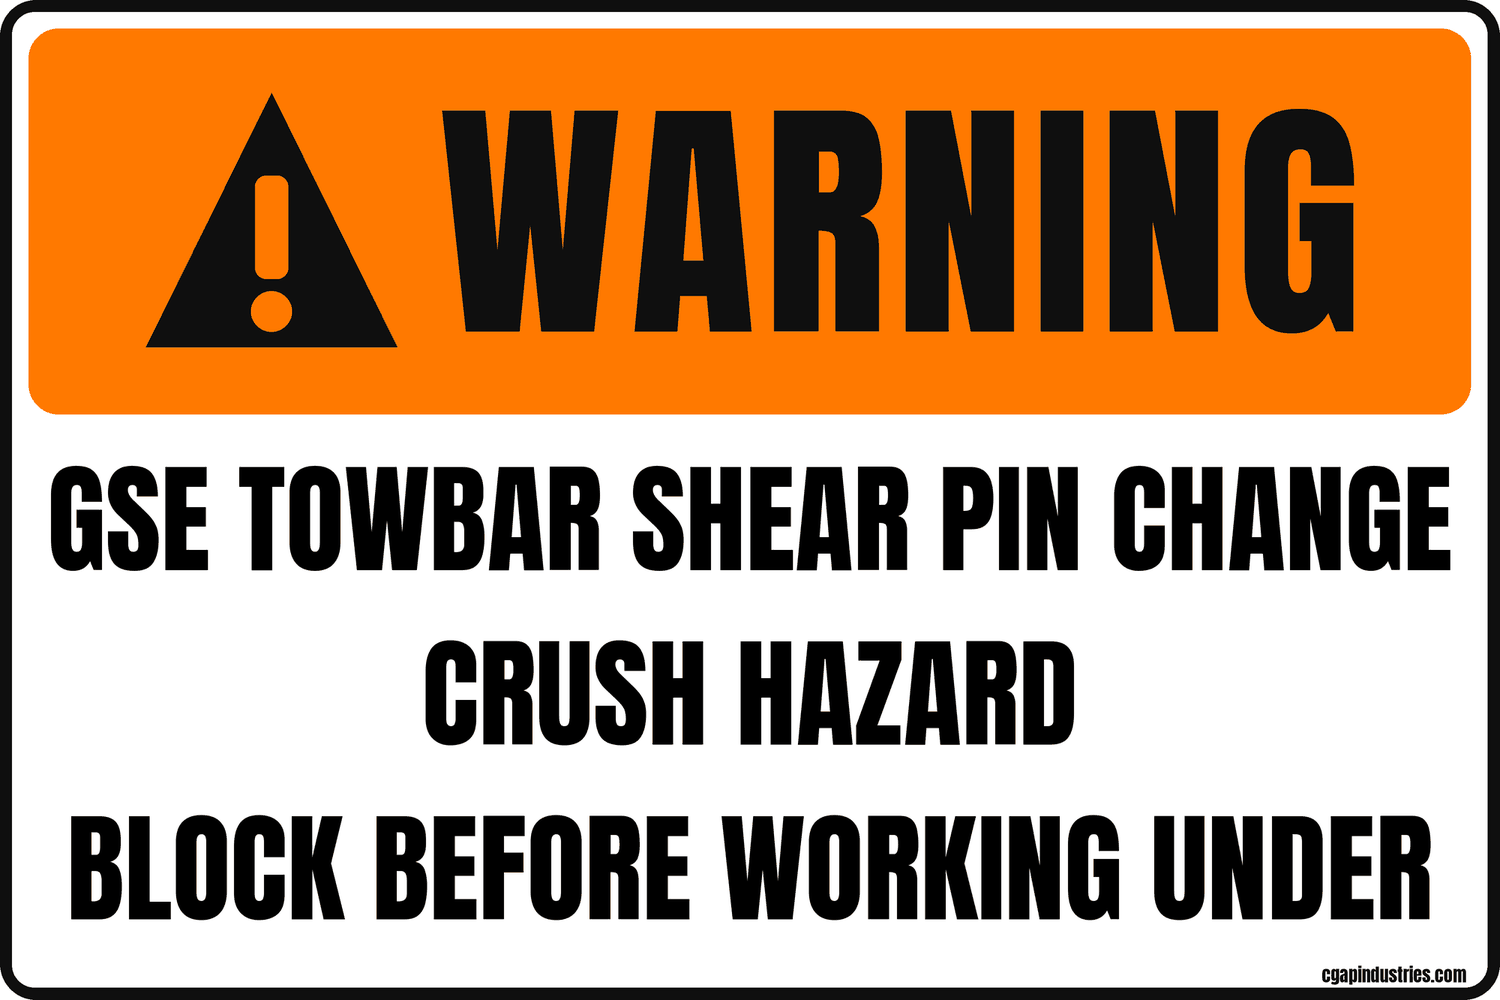 WARNING
GSE TOWBAR SHEAR PIN CHANGE
CRUSH HAZARD
BLOCK BEFORE WORKING UNDER
cgapindustries.com